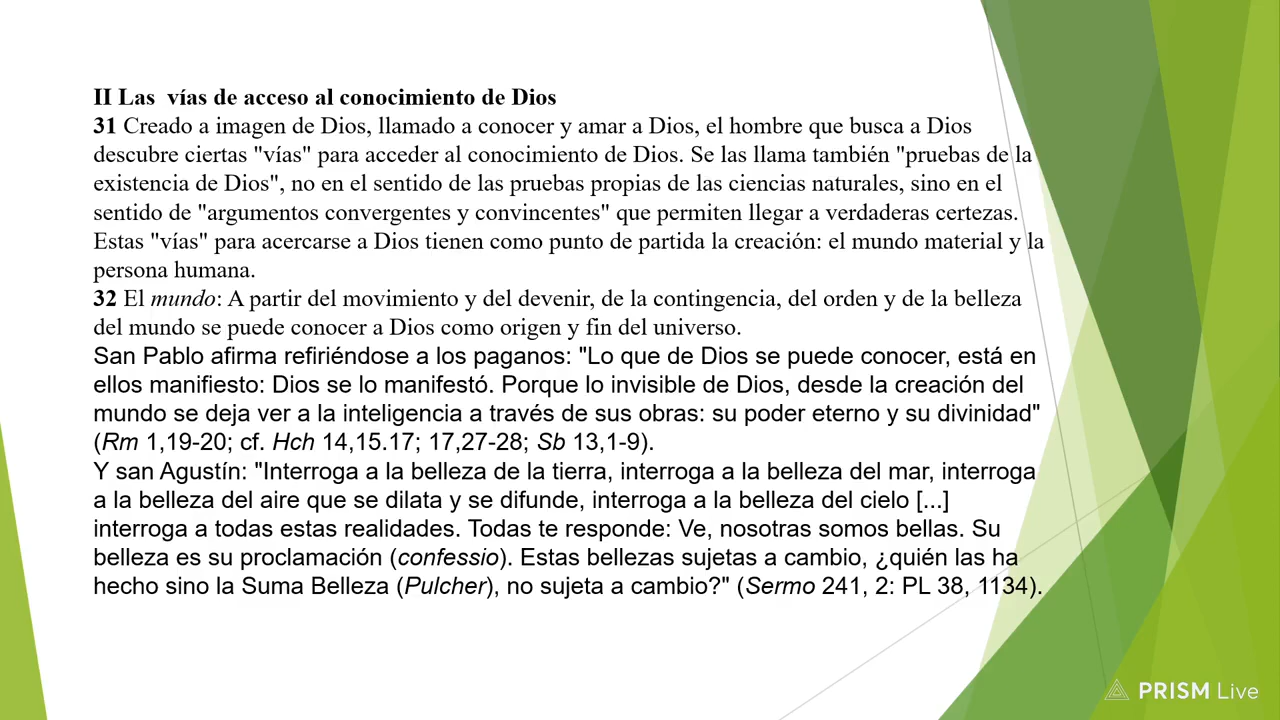 II Las  vías de acceso al conocimiento de Dios
31 Creado a imagen de Dios, llamado a conocer y amar a Dios, el hombre que busca a Dios
descubre ciertas "vías" para acceder al conocimiento de Dios. Se las llama también "pruebas de la
existencia de Dios", no en el sentido de las pruebas propias de las ciencias naturales, sino en el
sentido de "argumentos convergentes y convincentes" que permiten llegar a verdaderas certezas.
Estas "vías" para acercarse a Dios tienen como punto de partida la creación: el mundo material y la
persona humana.
32 El mundo: A partir del movimiento y del devenir, de la contingencia, del orden y de la belleza
del mundo se puede conocer a Dios como origen y fin del universo.
San Pablo afirma refiriéndose a los paganos: "Lo que de Dios se puede conocer, está en
ellos manifiesto: Dios se lo manifestó. Porque lo invisible de Dios, desde la creación del
mundo se deja ver a la inteligencia a través de sus obras: su poder eterno y su divinidad"
(Rm 1,19-20; cf. Hch 14,15.17; 17,27-28; Sb 13,1-9).
Y san Agustín: "Interroga a la belleza de la tierra, interroga a la belleza del mar, interroga
a la belleza del aire que se dilata y se difunde, interroga a la belleza del cielo [...]
interroga a todas estas realidades. Todas te responde: Ve, nosotras somos bellas. Su
belleza es su proclamación (confessio). Estas bellezas sujetas a cambio, ¿quién las ha
hecho sino la Suma Belleza (Pulcher), no sujeta a cambio?" (Sermo 241, 2: PL 38, 1134).
PRISM Live